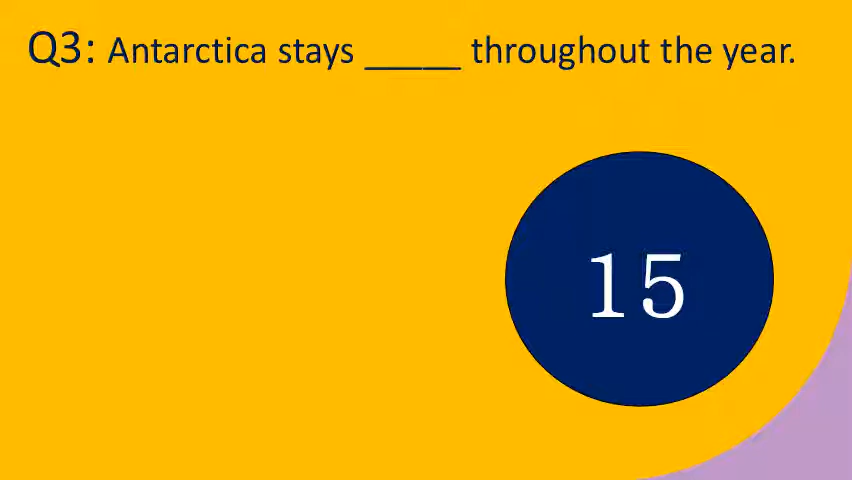 Q3: Antarctica stays _____ throughout the year.
15